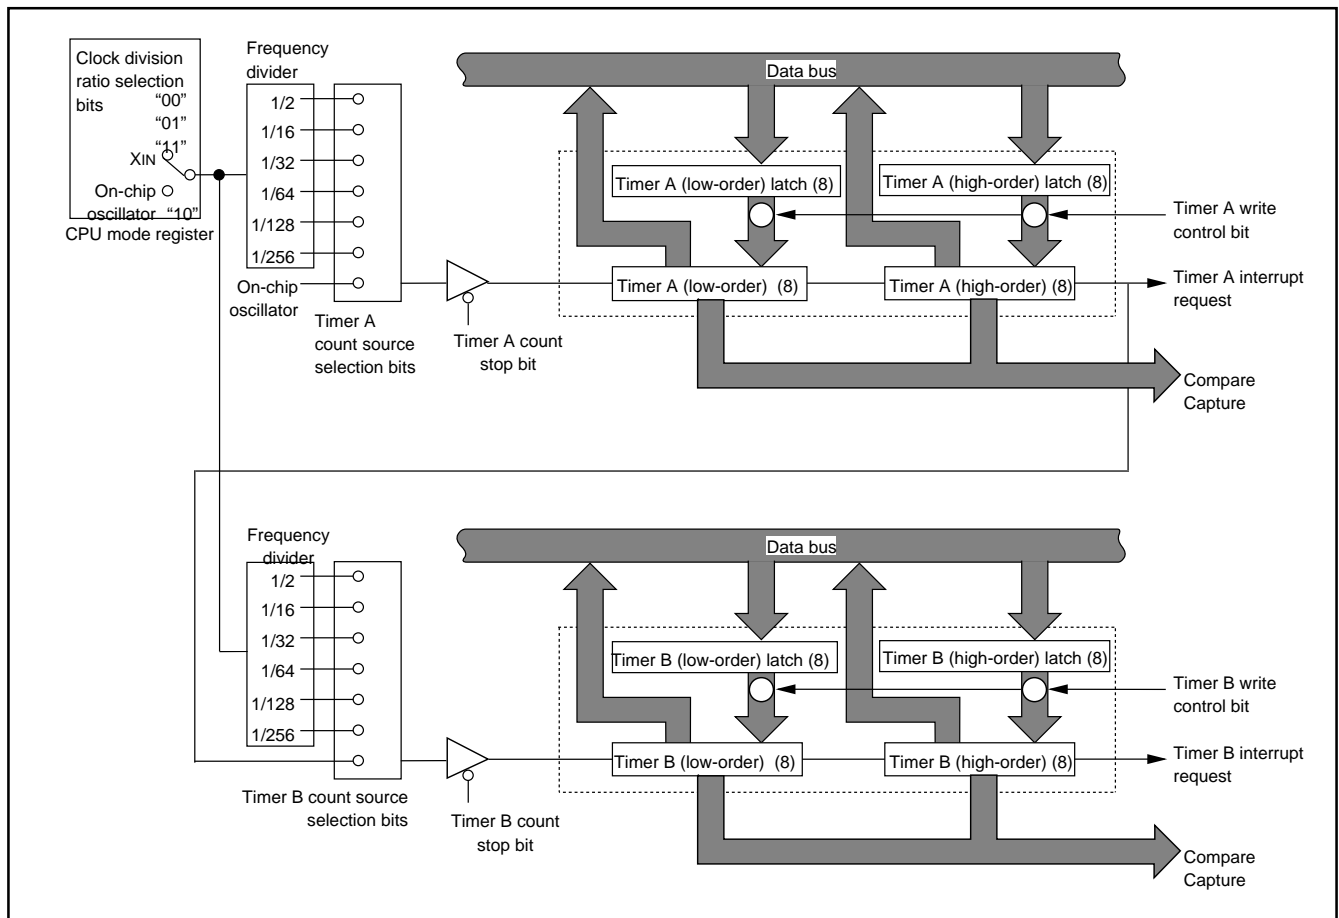 Clock division
ratio selection
bits
“00”
“01”
“11”
XIN
On-chip
oscillator “10”
CPU mode register
Frequency
divider
1/2
1/16
1/32
1/64
1/128
1/256
On-chip
oscillator
Timer A
count source
selection bits
Timer A count
stop bit
Data bus
Timer A (low-order) latch (8)
Timer A (high-order) latch (8)
Timer A write
control bit
Timer A (low-order) (8)
Timer A (high-order) (8)
Timer A interrupt
request
Compare
Capture
Frequency
divider
1/2
1/16
1/32
1/64
1/128
1/256
Timer B count source
selection bits
Timer B count
stop bit
Data bus
Timer B (low-order) latch (8)
Timer B (high-order) latch (8)
Timer B write
control bit
Timer B (low-order) (8)
Timer B (high-order) (8)
Timer B interrupt
request
Compare
Capture